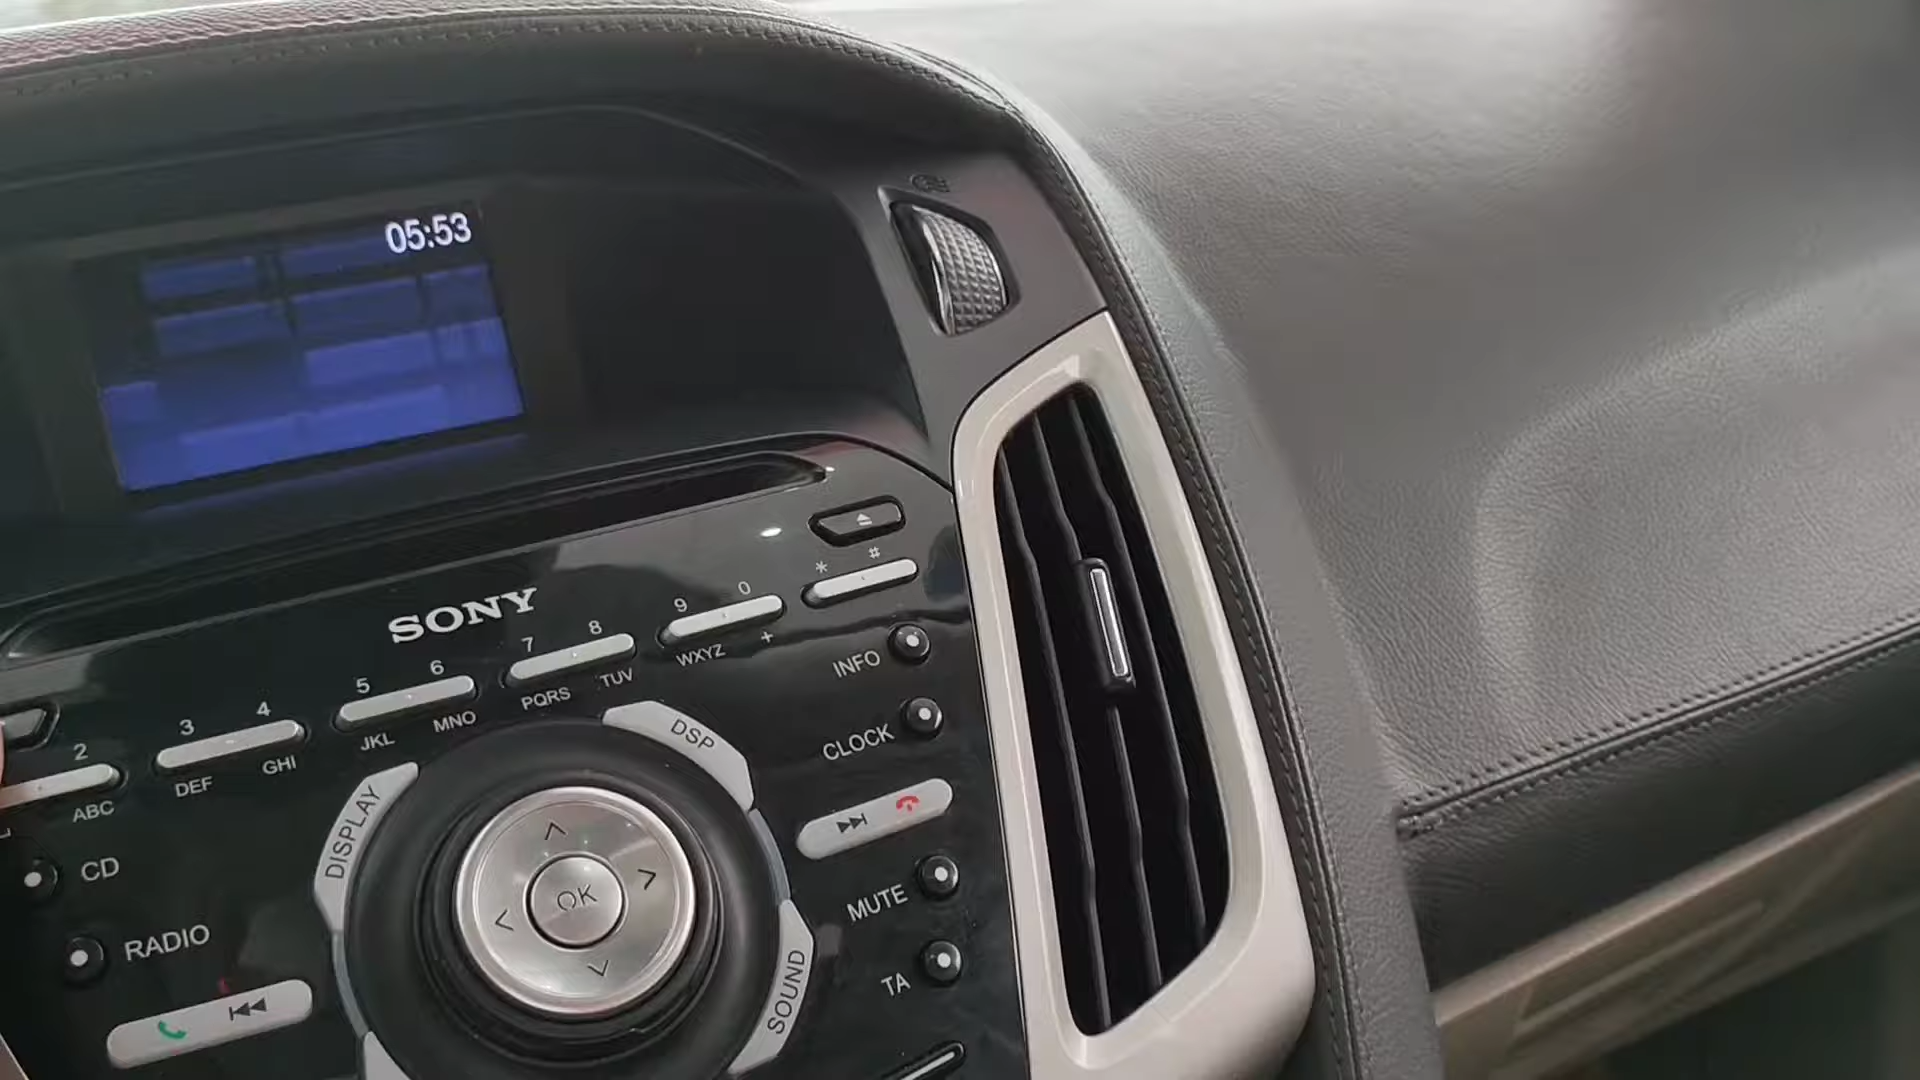 05:53
SONY
* #
9 0
WXYZ +
7 8
PQRS TUV
5 6
JKL MNO
3 4
DEF GHI
2
ABC
INFO
CLOCK
DSP
DISPLAY
CD
OK
MUTE
RADIO
TA
SOUND